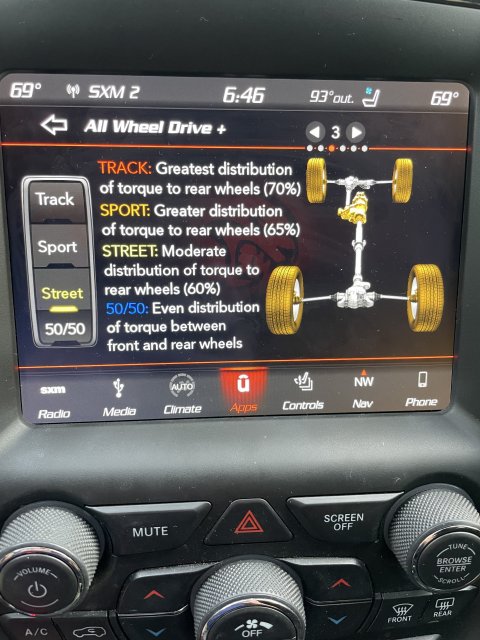 69° SXM 2 6:46 93°out. 69°
All Wheel Drive + 3
Track
Sport
Street
50/50
TRACK: Greatest distribution
of torque to rear wheels (70%)
SPORT: Greater distribution
of torque to rear wheels (65%)
STREET: Moderate
distribution of torque to
rear wheels (60%)
50/50: Even distribution
of torque between
front and rear wheels
sxm AUTO û NW
Radio Media Climate Apps Controls Nav Phone
MUTE
SCREEN
OFF
VOLUME
TUNE
BROWSE
ENTER
SCROLL
A/C
OFF
FRONT
REAR